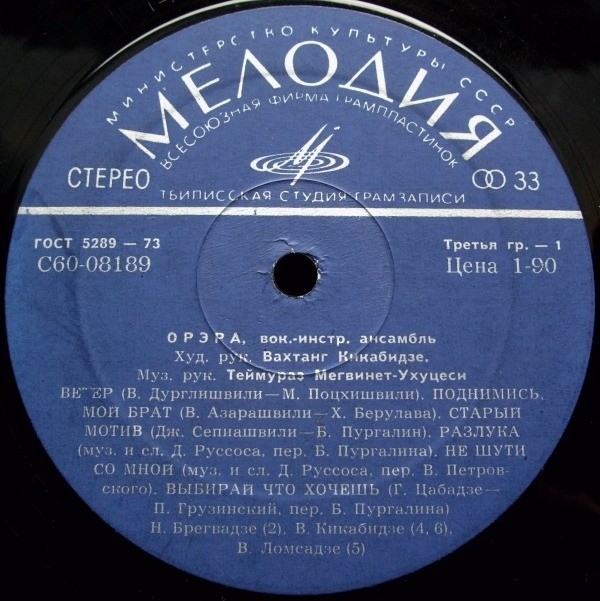 МИНИСТЕРСТВО КУЛЬТУРЫ СССР
МЕЛОДИЯ
ВСЕСОЮЗНАЯ ФИРМА ГРАМПЛАСТИНОК
СТЕРЕО
33
ТБИЛИССКАЯ СТУДИЯ ГРАМЗАПИСИ
ГОСТ 5289 — 73
Третья гр. — 1
С60-08189
Цена 1-90
ОРЭРА, вок.-инстр. ансамбль
Худ. рук. Вахтанг Кикабидзе.
Муз. рук. Теймураз Мегвинет-Ухуцеси
ВЕТЕР (В. Дурглишвили—М. Поцхишвили). ПОДНИМИСЬ,
МОЙ БРАТ (В. Азарашвили—Х. Берулава). СТАРЫЙ
МОТИВ (Дж. Сепиашвили—Б. Пургалин). РАЗЛУКА
(муз. и сл. Д. Руссоса, пер. Б. Пургалина). НЕ ШУТИ
СО МНОЙ (муз. и сл. Д. Руссоса, пер. В. Петров-
ского). ВЫБИРАЙ ЧТО ХОЧЕШЬ (Г. Цабадзе—
П. Грузинский, пер. Б. Пургалина)
Н. Брегвадзе (2), В. Кикабидзе (4, 6),
В. Ломсадзе (5)